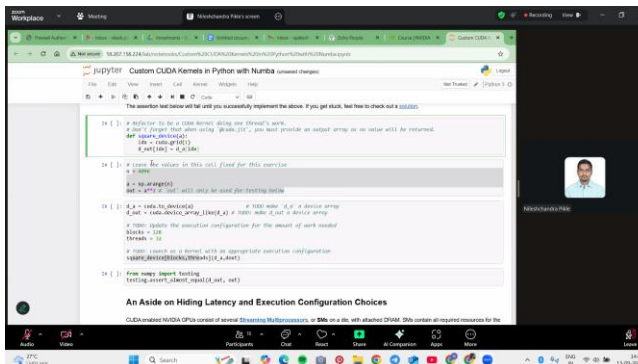 zoom
Workplace
Meeting
Nileshchandra Pikle's screen
Recording
View
Custom CUDA
Not secure
jupyter Custom CUDA Kernels in Python with Numba (unsaved changes)
Logout
File Edit View Insert Cell Kernel Widgets Help
Not Trusted
Python 3
The assertion test below will fail until you successfully implement the above. If you get stuck, feel free to check out a solution.
In [ ]: # Refactor to be a CUDA kernel doing one thread's work.
# Don't forget that when using `@cuda.jit`, you must provide an output array as no value will be returned.
def square_device(a):
idx = cuda.grid(1)
d_out[idx] = d_a[idx]
In [ ]: # Leave the values in this cell fixed for this exercise
n = 4096
a = np.arange(n)
out = a**2 # `out` will only be used for testing below
In [ ]: d_a = cuda.to_device(a) # TODO make `d_a` a device array
d_out = cuda.device_array_like(d_a) # TODO: make d_out a device array
# TODO: Update the execution configuration for the amount of work needed
blocks = 128
threads = 32
# TODO: Launch as a kernel with an appropriate execution configuration
square_device[blocks,threads](d_a,dout)
In [ ]: from numpy import testing
testing.assert_almost_equal(d_out, out)
An Aside on Hiding Latency and Execution Configuration Choices
CUDA enabled NVIDIA GPUs consist of several Streaming Multiprocessors, or SMs on a die, with attached DRAM. SMs contain all required resources for the
Nileshchandra Pikle
Audio
Video
Participants
Chat
React
Share
AI Companion
Apps
More
Leave
27°C
Search
ENG
IN